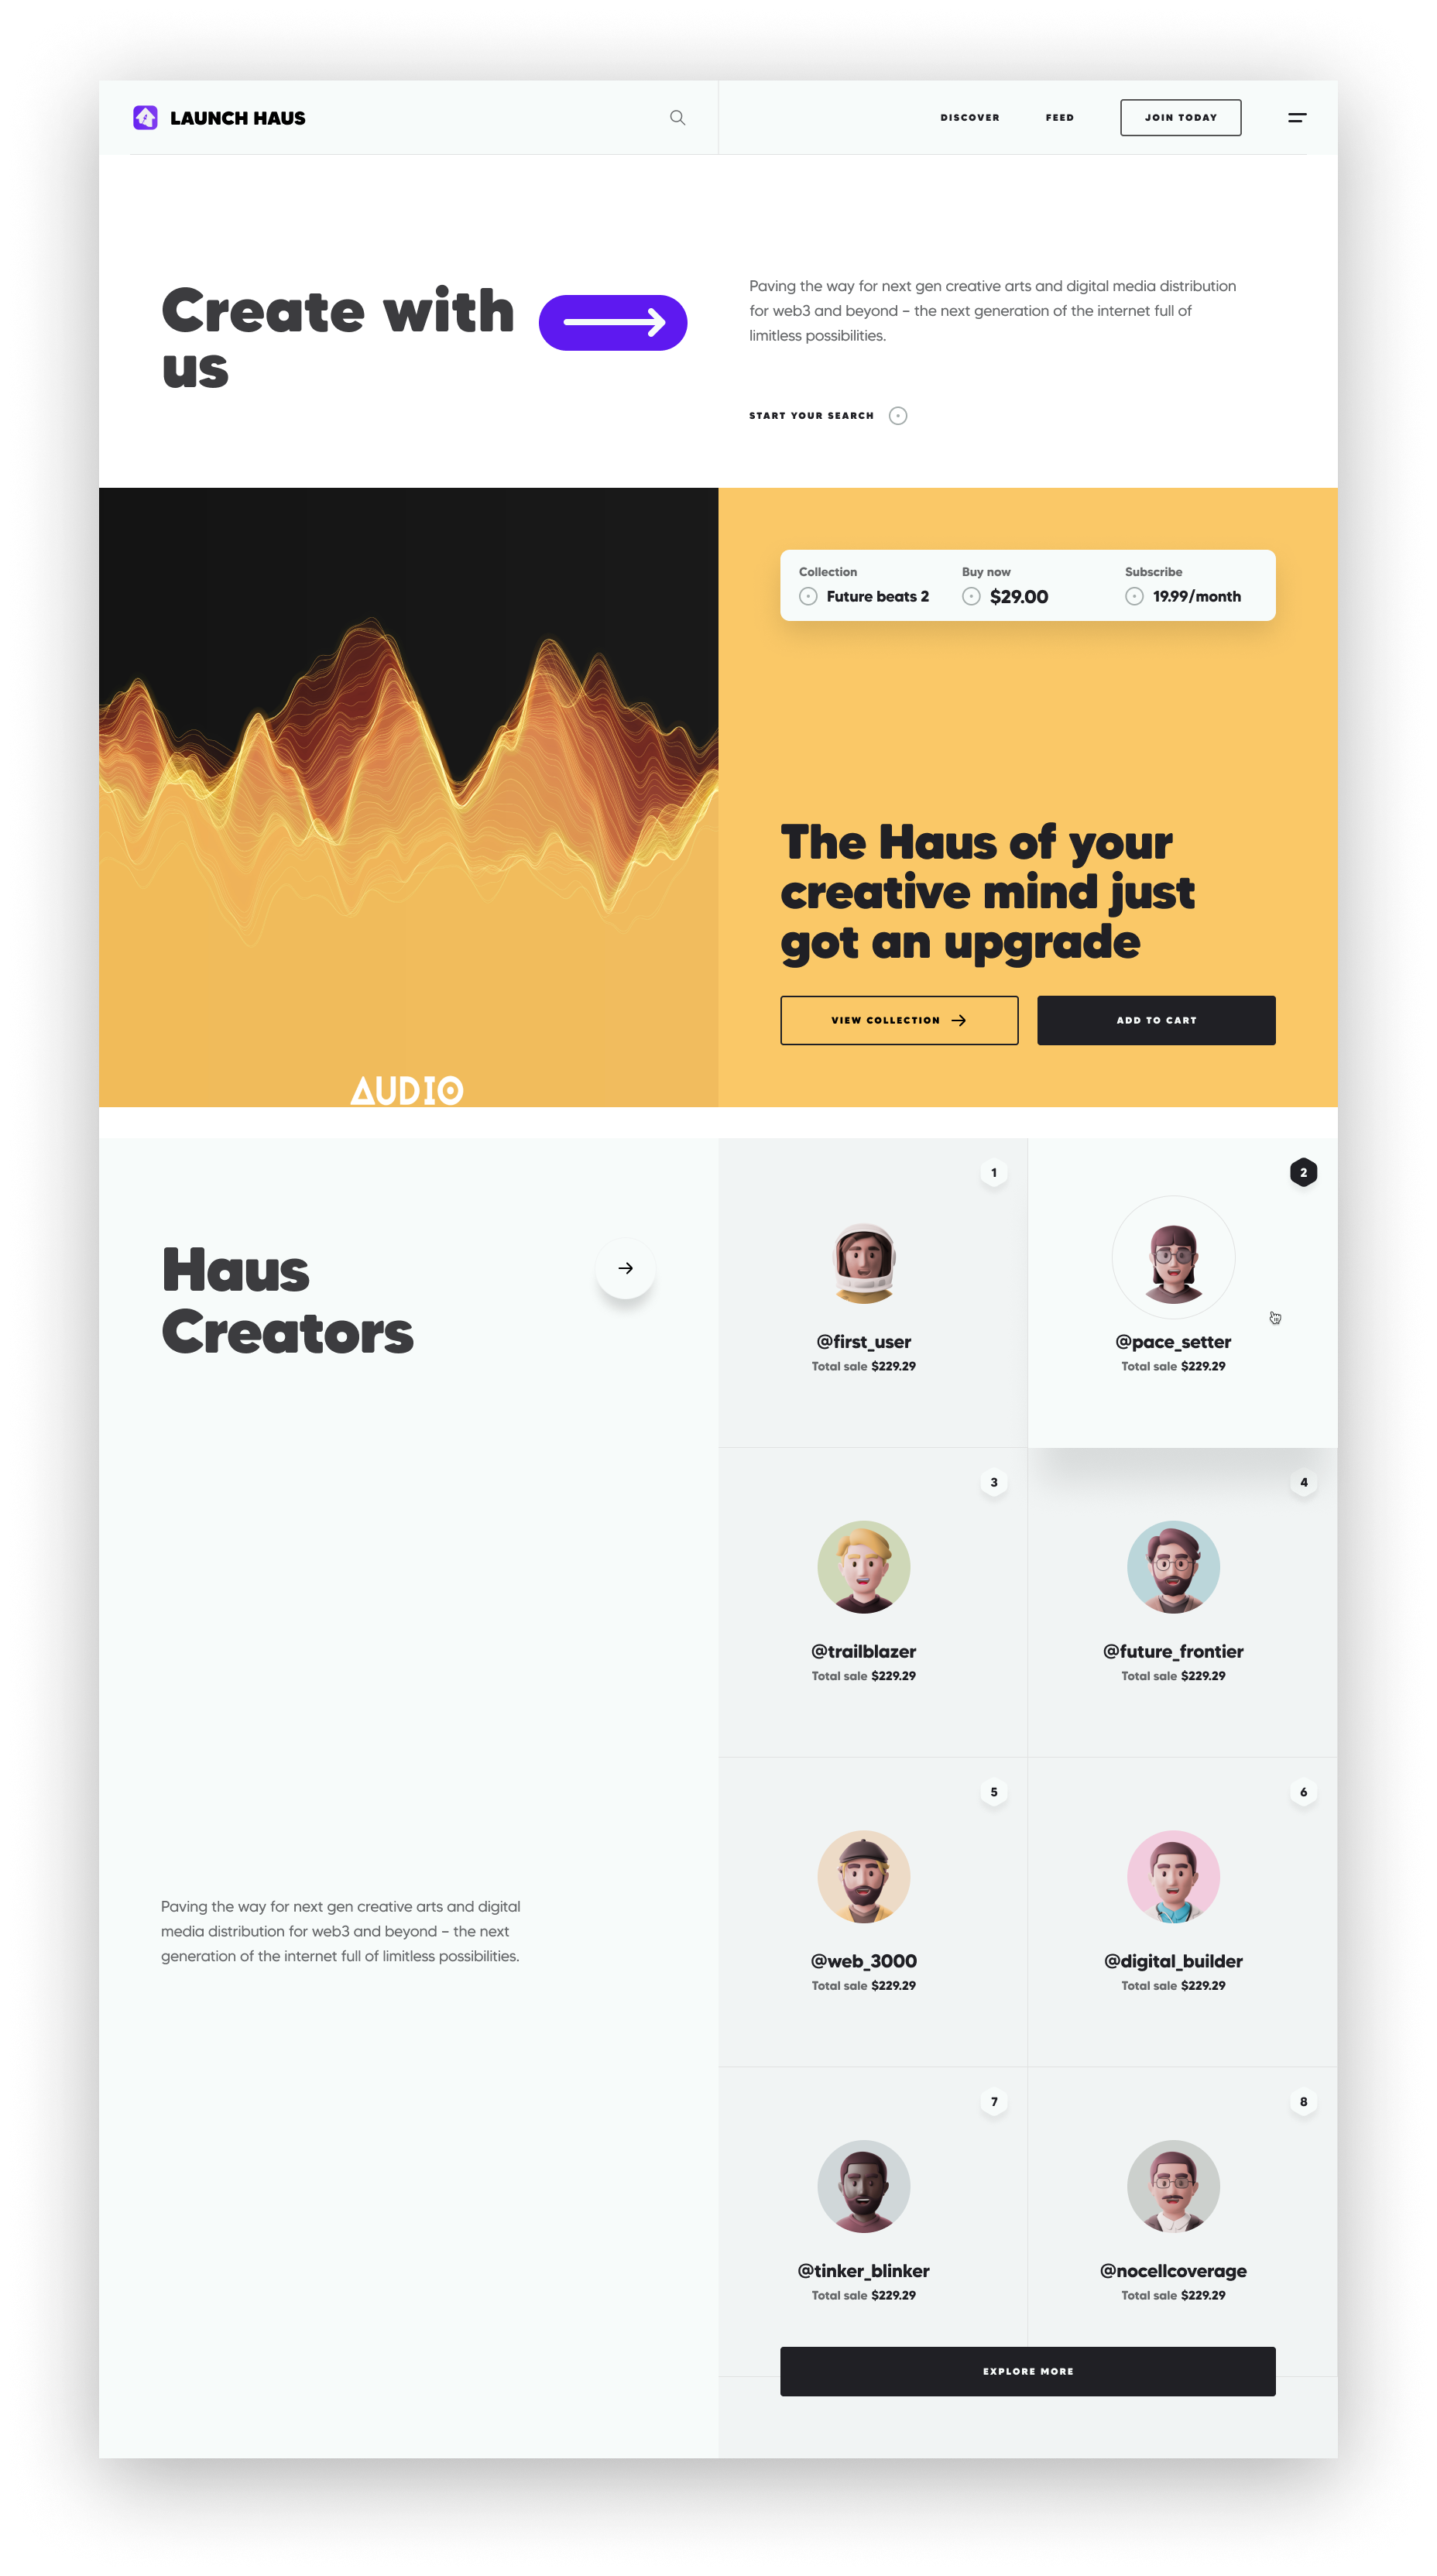 LAUNCH HAUS
DISCOVER
FEED
JOIN TODAY
Create with
us
Paving the way for next gen creative arts and digital media distribution
for web3 and beyond – the next generation of the internet full of
limitless possibilities.
START YOUR SEARCH
Collection
Future beats 2
Buy now
$29.00
Subscribe
19.99/month
The Haus of your
creative mind just
got an upgrade
VIEW COLLECTION
ADD TO CART
AUDIO
Haus
Creators
Paving the way for next gen creative arts and digital
media distribution for web3 and beyond – the next
generation of the internet full of limitless possibilities.
1
@first_user
Total sale $229.29
2
@pace_setter
Total sale $229.29
3
@trailblazer
Total sale $229.29
4
@future_frontier
Total sale $229.29
5
@web_3000
Total sale $229.29
6
@digital_builder
Total sale $229.29
7
@tinker_blinker
Total sale $229.29
8
@nocellcoverage
Total sale $229.29
EXPLORE MORE